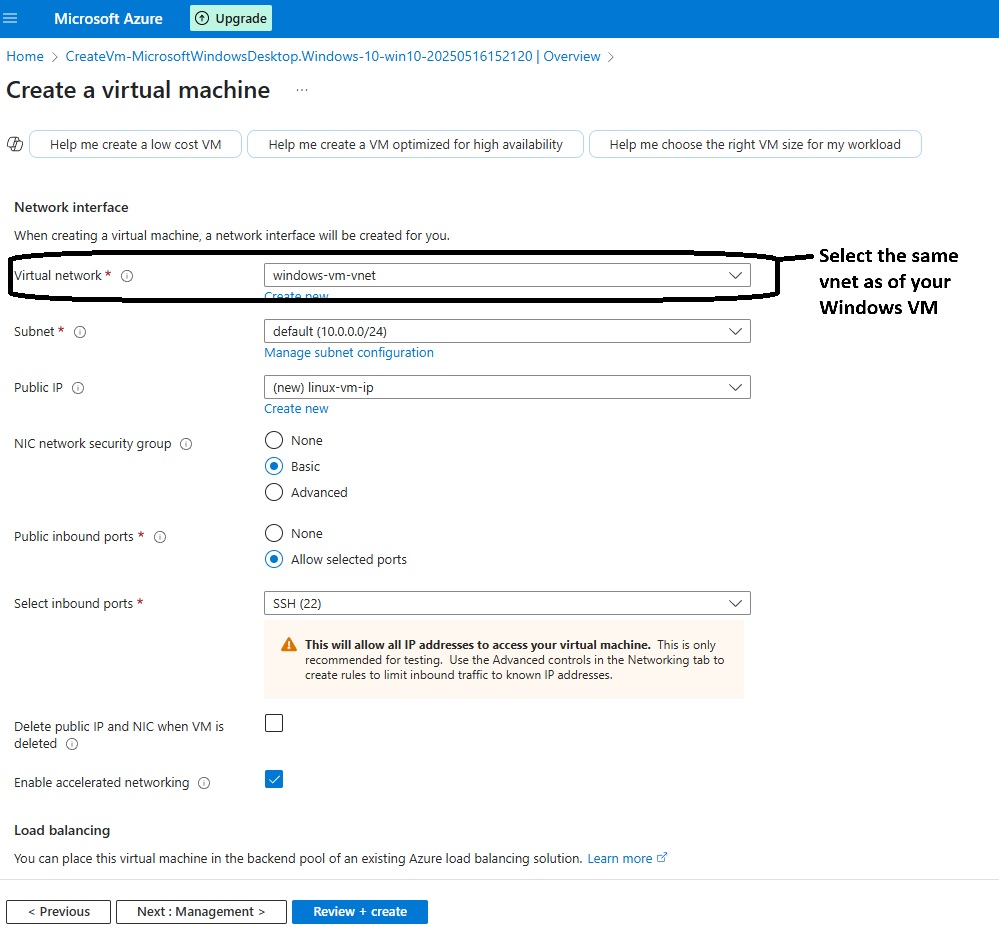 Microsoft Azure
Upgrade
Home > CreateVm-MicrosoftWindowsDesktop.Windows-10-win10-20250516152120 | Overview >
Create a virtual machine ...
Help me create a low cost VM
Help me create a VM optimized for high availability
Help me choose the right VM size for my workload
Network interface
When creating a virtual machine, a network interface will be created for you.
Virtual network *
windows-vm-vnet
Create new
Select the same
vnet as of your
Windows VM
Subnet *
default (10.0.0.0/24)
Manage subnet configuration
Public IP
(new) linux-vm-ip
Create new
NIC network security group
None
Basic
Advanced
Public inbound ports *
None
Allow selected ports
Select inbound ports *
SSH (22)
This will allow all IP addresses to access your virtual machine. This is only
recommended for testing. Use the Advanced controls in the Networking tab to
create rules to limit inbound traffic to known IP addresses.
Delete public IP and NIC when VM is
deleted
Enable accelerated networking
Load balancing
You can place this virtual machine in the backend pool of an existing Azure load balancing solution. Learn more
< Previous
Next : Management >
Review + create